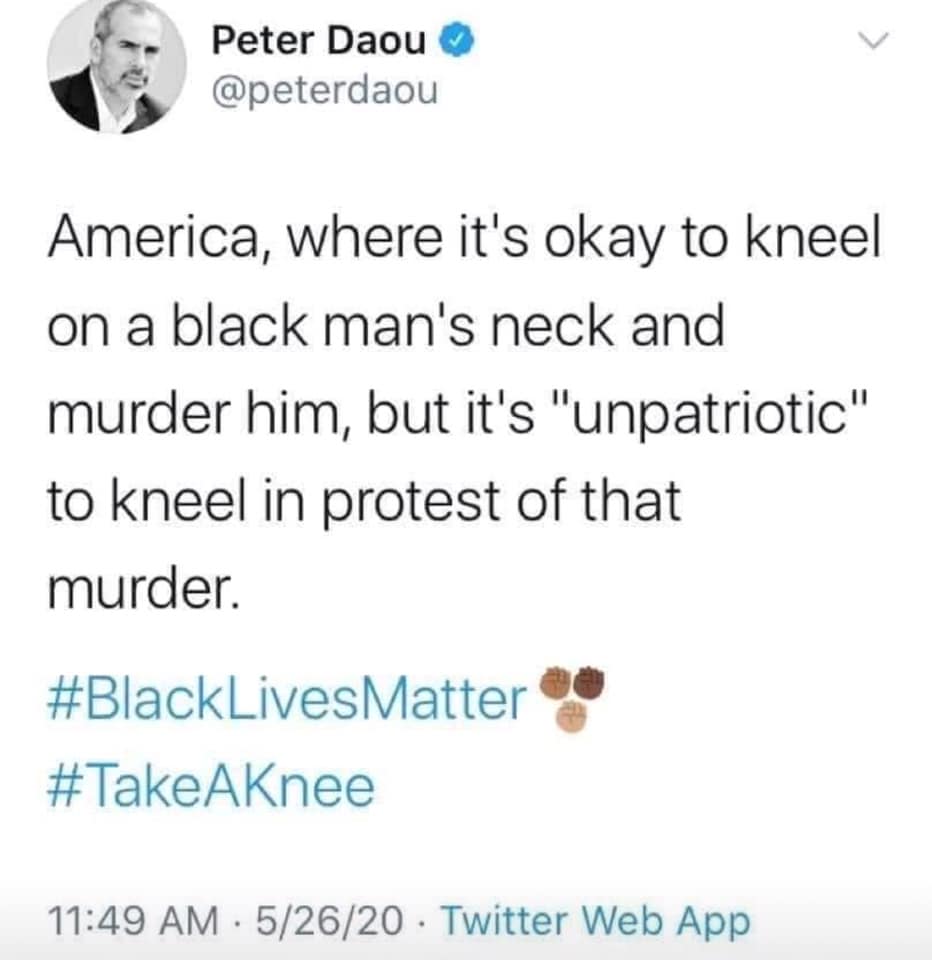 Peter Daou
@peterdaou
America, where it's okay to kneel
on a black man's neck and
murder him, but it's "unpatriotic"
to kneel in protest of that
murder.
#BlackLivesMatter
#TakeAKnee
11:49 AM · 5/26/20 · Twitter Web App